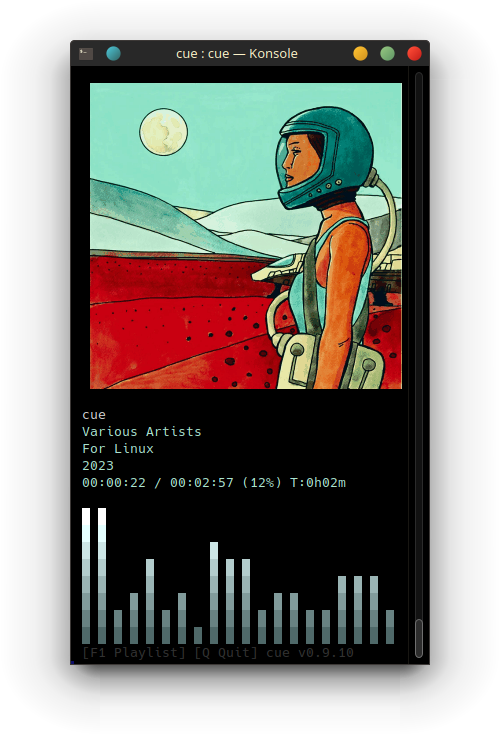 cue : cue — Konsole
cue
Various Artists
For Linux
2023
00:00:22 / 00:02:57 (12%) T:0h02m
[F1 Playlist] [Q Quit] cue v0.9.10